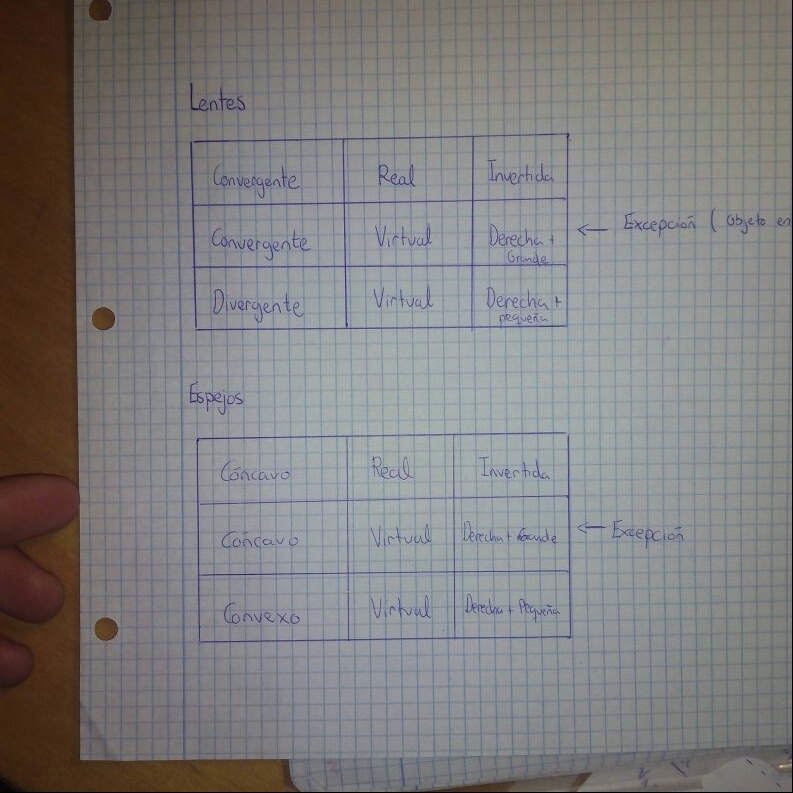 Lentes
Convergente Real Invertida
Convergente Virtual Derecha +
Grande
← Excepción ( Objeto en
Divergente Virtual Derecha +
pequeña
Espejos
Cóncavo Real Invertida
Cóncavo Virtual Derecha + Grande ← Excepción
Convexo Virtual Derecha + Pequeña